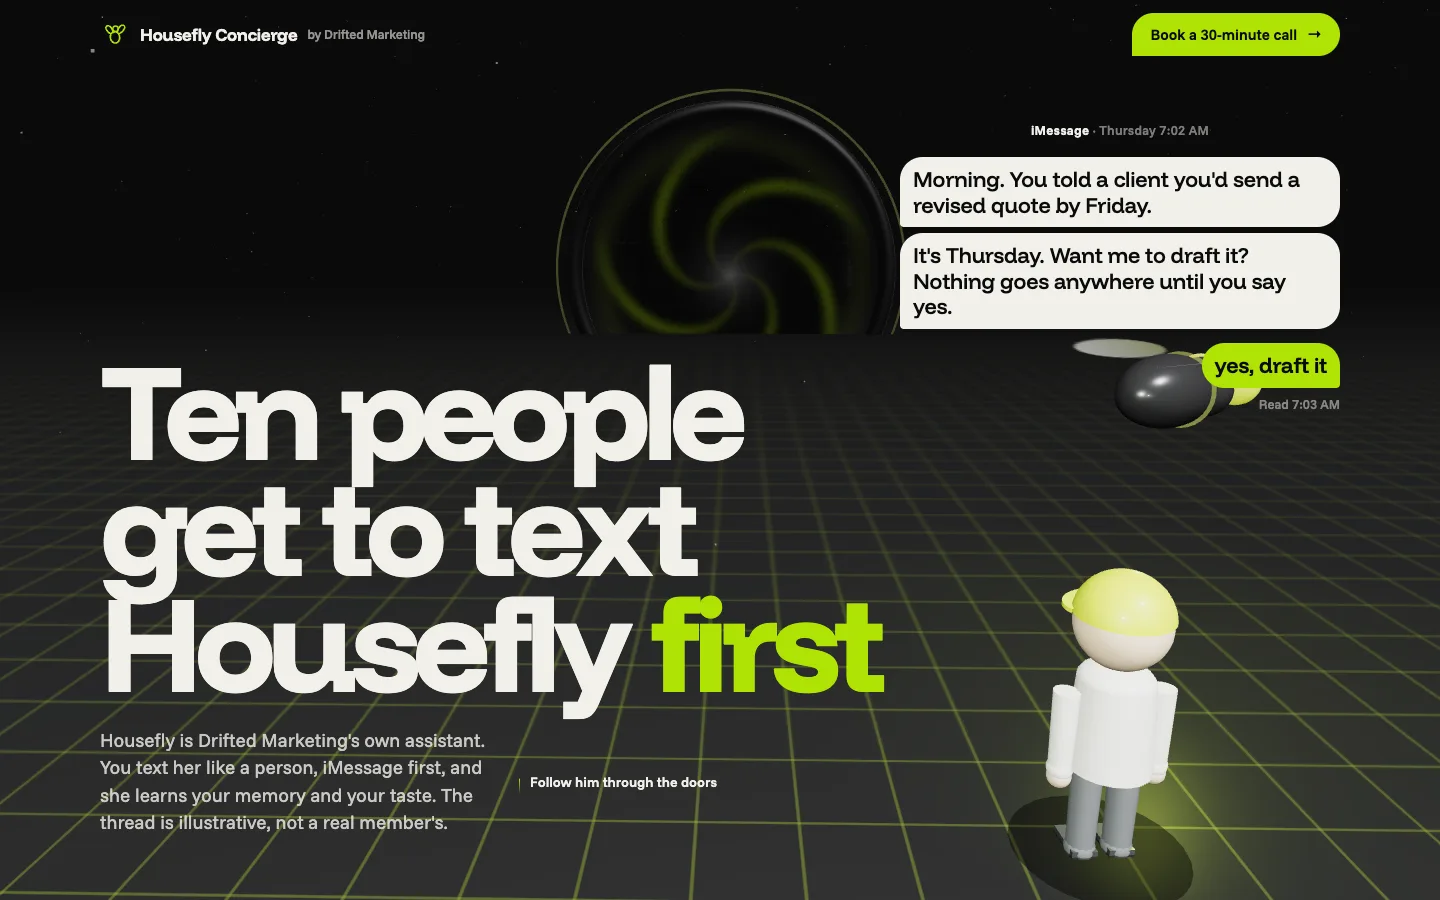 Housefly Concierge by Drifted Marketing
Book a 30-minute call →
iMessage · Thursday 7:02 AM
Morning. You told a client you'd send a
revised quote by Friday.
It's Thursday. Want me to draft it?
Nothing goes anywhere until you say
yes.
yes, draft it
Read 7:03 AM
Ten people
get to text
Housefly first
Housefly is Drifted Marketing's own assistant.
You text her like a person, iMessage first, and
she learns your memory and your taste. The
thread is illustrative, not a real member's.
Follow him through the doors